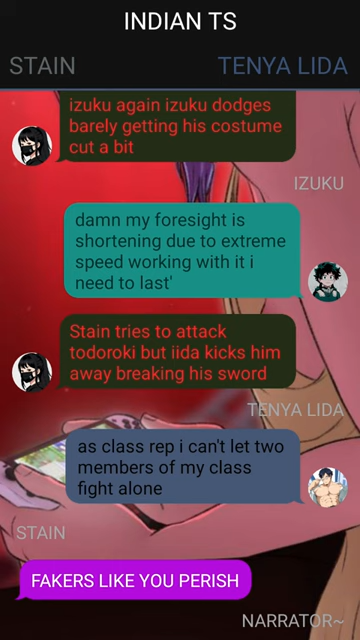 INDIAN TS
STAIN
TENYA LIDA
izuku again izuku dodges
barely getting his costume
cut a bit
IZUKU
damn my foresight is
shortening due to extreme
speed working with it i
need to last'
Stain tries to attack
todoroki but iida kicks him
away breaking his sword
TENYA LIDA
as class rep i can't let two
members of my class
fight alone
STAIN
FAKERS LIKE YOU PERISH
NARRATOR~